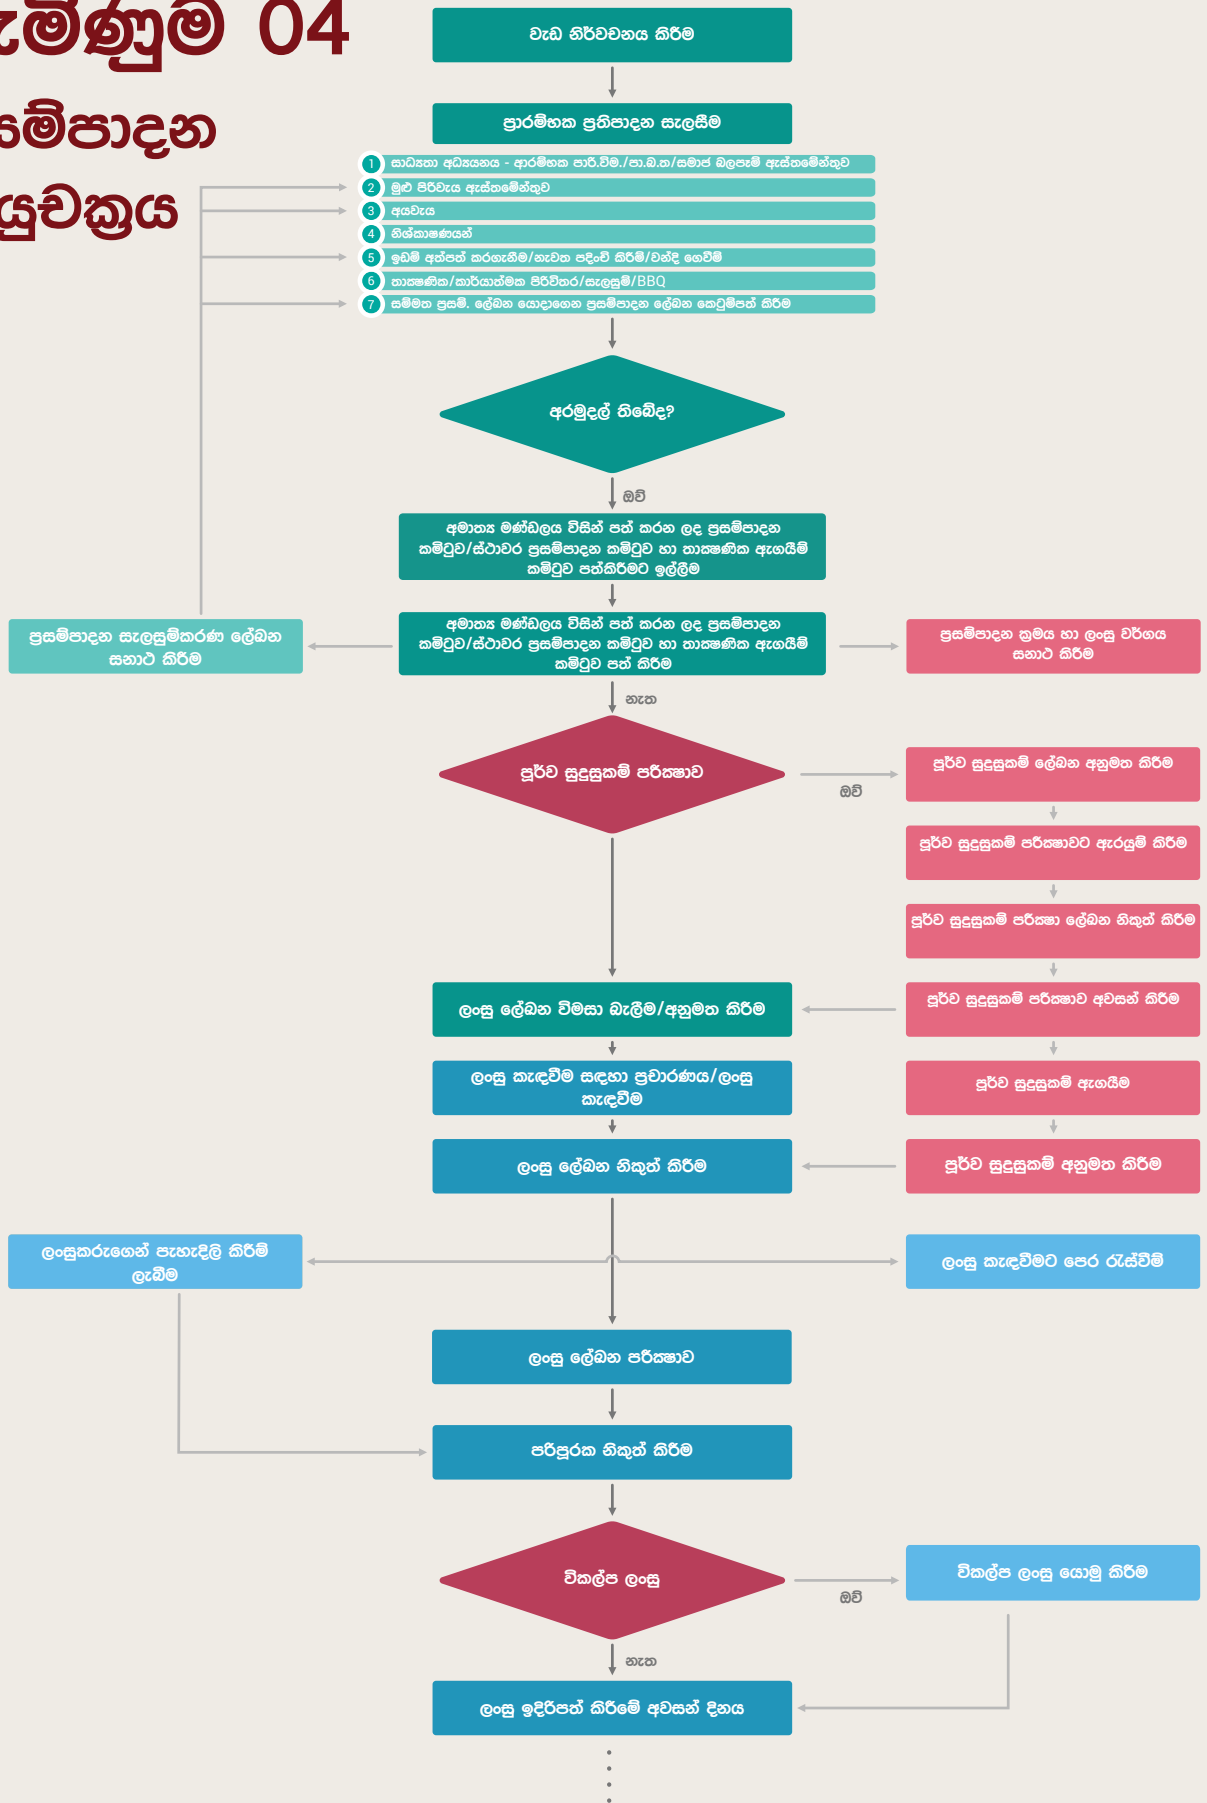 ැමිණුම 04
සම්පාදන
යුචක්‍රය
වැඩ නිර්වචනය කිරීම
ප්‍රාරම්භක ප්‍රතිපාදන සැලසීම
1 සාධ්‍යතා අධ්‍යයනය - ආරම්භක පාරි.විම./පා.බ.ත/සමාජ බලපෑම් ඇස්තමේන්තුව
2 මුළු පිරිවැය ඇස්තමේන්තුව
3 අයවැය
4 නිශ්කාෂණයන්
5 ඉඩම් අත්පත් කරගැනීම/නැවත පදිංචි කිරීම්/වන්දි ගෙවීම්
6 තාක්‍ෂණික/කාර්යාත්මක පිරිවිතර/සැලසුම්/BBQ
7 සම්මත ප්‍රසම්. ලේඛන යොදාගෙන ප්‍රසම්පාදන ලේඛන කෙටුම්පත් කිරීම
අරමුදල් තිබේද?
ඔව්
අමාත්‍ය මණ්ඩලය විසින් පත් කරන ලද ප්‍රසම්පාදන
කමිටුව/ස්ථාවර ප්‍රසම්පාදන කමිටුව හා තාක්‍ෂණික ඇගයීම්
කමිටුව පත්කිරීමට ඉල්ලීම
ප්‍රසම්පාදන සැලසුම්කරණ ලේඛන
සනාථ කිරීම
අමාත්‍ය මණ්ඩලය විසින් පත් කරන ලද ප්‍රසම්පාදන
කමිටුව/ස්ථාවර ප්‍රසම්පාදන කමිටුව හා තාක්‍ෂණික ඇගයීම්
කමිටුව පත් කිරීම
ප්‍රසම්පාදන ක්‍රමය හා ලංසු වර්ගය
සනාථ කිරීම
නැත
පූර්ව සුදුසුකම් පරීක්‍ෂාව
ඔව්
පූර්ව සුදුසුකම් ලේඛන අනුමත කිරීම
පූර්ව සුදුසුකම් පරීක්‍ෂාවට ඇරයුම් කිරීම
පූර්ව සුදුසුකම් පරීක්‍ෂා ලේඛන නිකුත් කිරීම
ලංසු ලේඛන විමසා බැලීම/අනුමත කිරීම
පූර්ව සුදුසුකම් පරීක්‍ෂාව අවසන් කිරීම
ලංසු කැඳවීම සඳහා ප්‍රචාරණය/ලංසු
කැඳවීම
පූර්ව සුදුසුකම් ඇගයීම
ලංසු ලේඛන නිකුත් කිරීම
පූර්ව සුදුසුකම් අනුමත කිරීම
ලංසුකරුගෙන් පැහැදිලි කිරීම්
ලැබීම
ලංසු කැඳවීමට පෙර රැස්වීම්
ලංසු ලේඛන පරීක්‍ෂාව
පරිපූරක නිකුත් කිරීම
විකල්ප ලංසු
ඔව්
විකල්ප ලංසු යොමු කිරීම
නැත
ලංසු ඉදිරිපත් කිරීමේ අවසන් දිනය